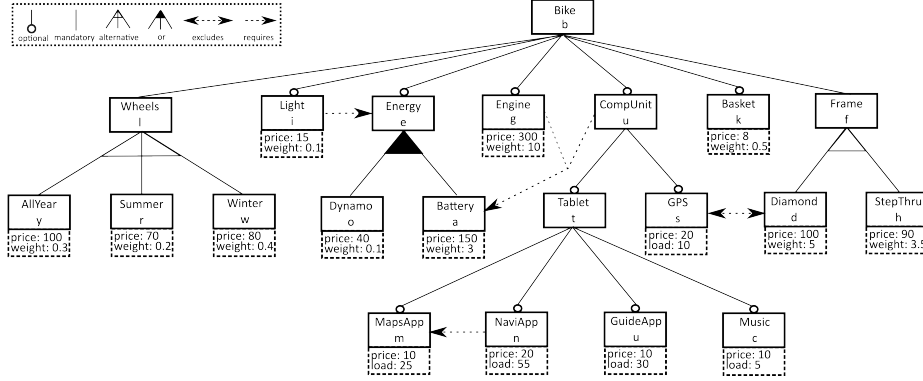 Bike
b
optional mandatory alternative or excludes requires
Wheels
l
Light
i
price: 15
weight: 0.1
Energy
e
Engine
g
price: 300
weight: 10
CompUnit
u
Basket
k
price: 8
weight: 0.5
Frame
f
AllYear
y
price: 100
weight: 0.3
Summer
r
price: 70
weight: 0.2
Winter
w
price: 80
weight: 0.4
Dynamo
o
price: 40
weight: 0.1
Battery
a
price: 150
weight: 3
Tablet
t
GPS
s
price: 20
load: 10
Diamond
d
price: 100
weight: 5
StepThru
h
price: 90
weight: 3.5
MapsApp
m
price: 10
load: 25
NaviApp
n
price: 20
load: 55
GuideApp
u
price: 10
load: 30
Music
c
price: 10
load: 5